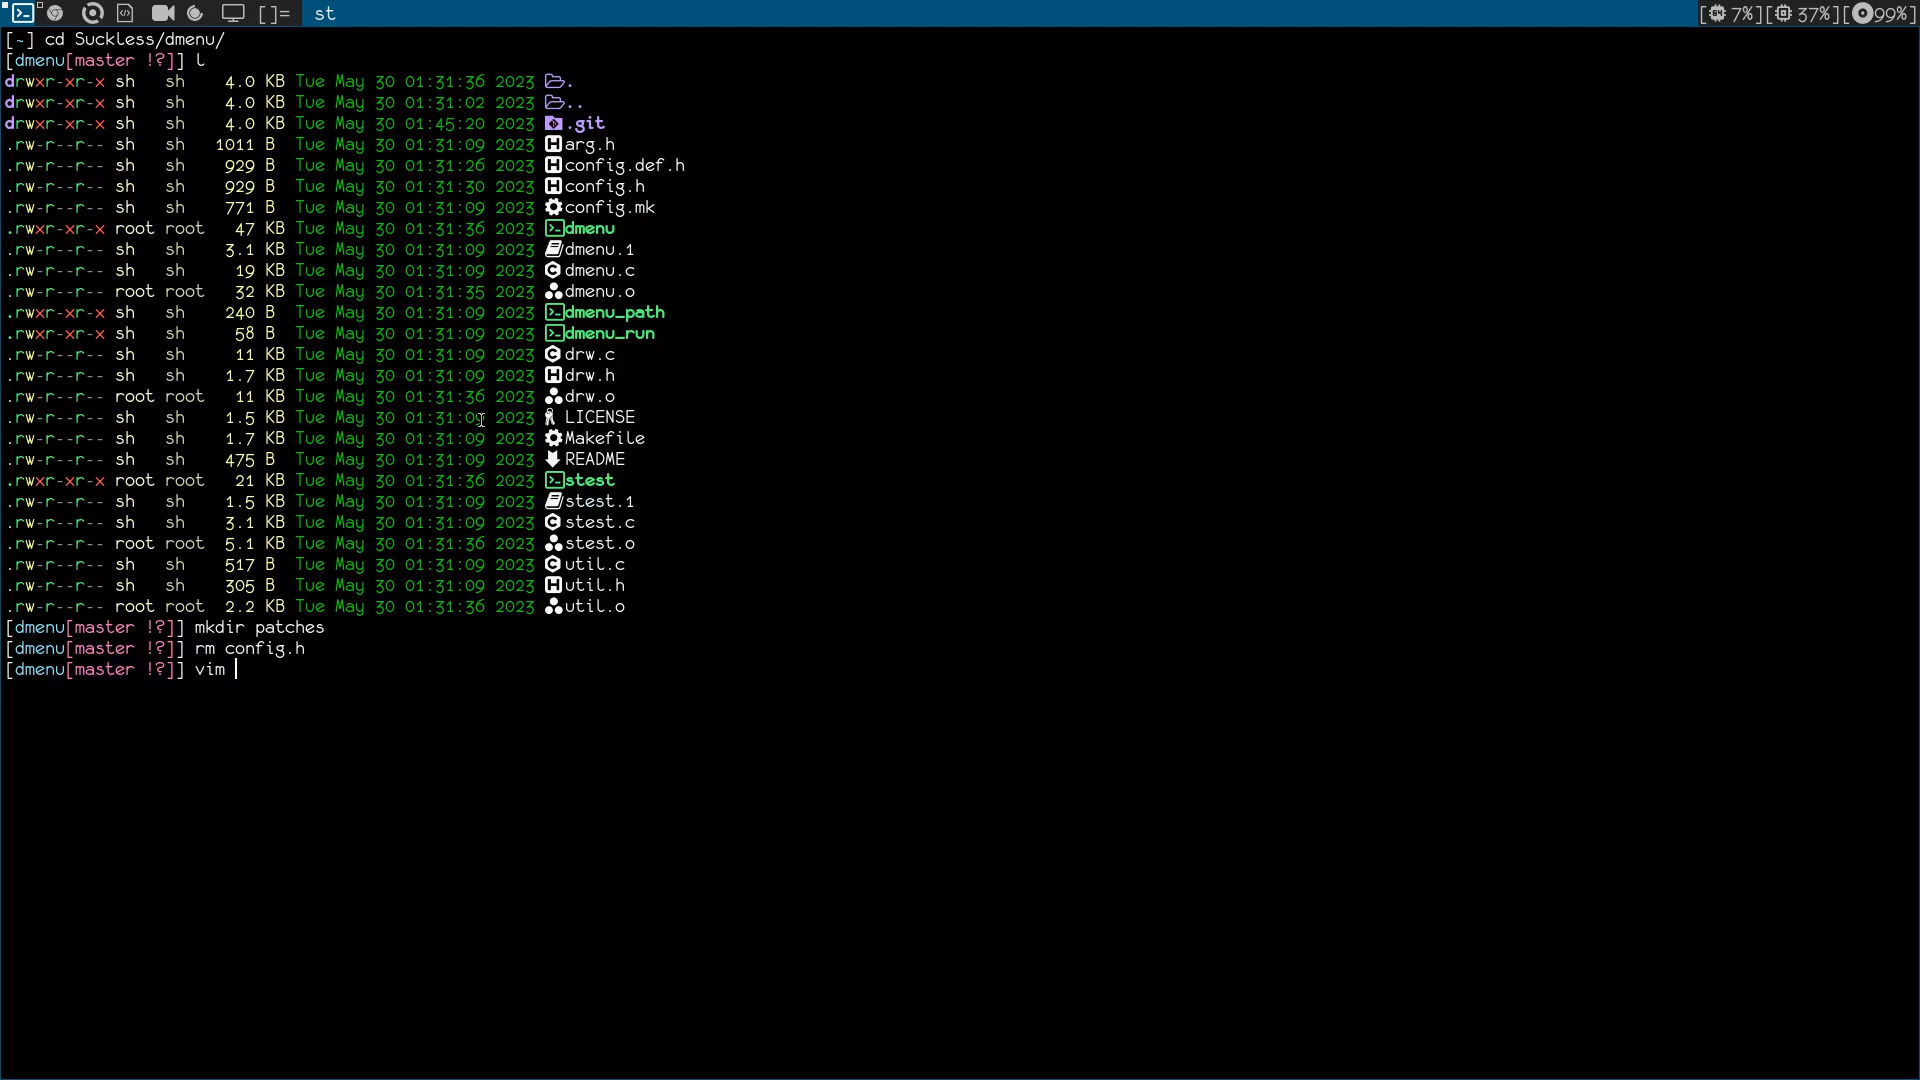 []= st [7%][37%][99%]
[~] cd Suckless/dmenu/
[dmenu[master !?]] l
drwxr-xr-x sh sh 4.0 KB Tue May 30 01:31:36 2023 .
drwxr-xr-x sh sh 4.0 KB Tue May 30 01:31:02 2023 ..
drwxr-xr-x sh sh 4.0 KB Tue May 30 01:45:20 2023 .git
.rw-r--r-- sh sh 1011 B Tue May 30 01:31:09 2023 arg.h
.rw-r--r-- sh sh 929 B Tue May 30 01:31:26 2023 config.def.h
.rw-r--r-- sh sh 929 B Tue May 30 01:31:30 2023 config.h
.rw-r--r-- sh sh 771 B Tue May 30 01:31:09 2023 config.mk
.rwxr-xr-x root root 47 KB Tue May 30 01:31:36 2023 dmenu
.rw-r--r-- sh sh 3.1 KB Tue May 30 01:31:09 2023 dmenu.1
.rw-r--r-- sh sh 19 KB Tue May 30 01:31:09 2023 dmenu.c
.rw-r--r-- root root 32 KB Tue May 30 01:31:35 2023 dmenu.o
.rwxr-xr-x sh sh 240 B Tue May 30 01:31:09 2023 dmenu_path
.rwxr-xr-x sh sh 58 B Tue May 30 01:31:09 2023 dmenu_run
.rw-r--r-- sh sh 11 KB Tue May 30 01:31:09 2023 drw.c
.rw-r--r-- sh sh 1.7 KB Tue May 30 01:31:09 2023 drw.h
.rw-r--r-- root root 11 KB Tue May 30 01:31:36 2023 drw.o
.rw-r--r-- sh sh 1.5 KB Tue May 30 01:31:09 2023 LICENSE
.rw-r--r-- sh sh 1.7 KB Tue May 30 01:31:09 2023 Makefile
.rw-r--r-- sh sh 475 B Tue May 30 01:31:09 2023 README
.rwxr-xr-x root root 21 KB Tue May 30 01:31:36 2023 stest
.rw-r--r-- sh sh 1.5 KB Tue May 30 01:31:09 2023 stest.1
.rw-r--r-- sh sh 3.1 KB Tue May 30 01:31:09 2023 stest.c
.rw-r--r-- root root 5.1 KB Tue May 30 01:31:36 2023 stest.o
.rw-r--r-- sh sh 517 B Tue May 30 01:31:09 2023 util.c
.rw-r--r-- sh sh 305 B Tue May 30 01:31:09 2023 util.h
.rw-r--r-- root root 2.2 KB Tue May 30 01:31:36 2023 util.o
[dmenu[master !?]] mkdir patches
[dmenu[master !?]] rm config.h
[dmenu[master !?]] vim